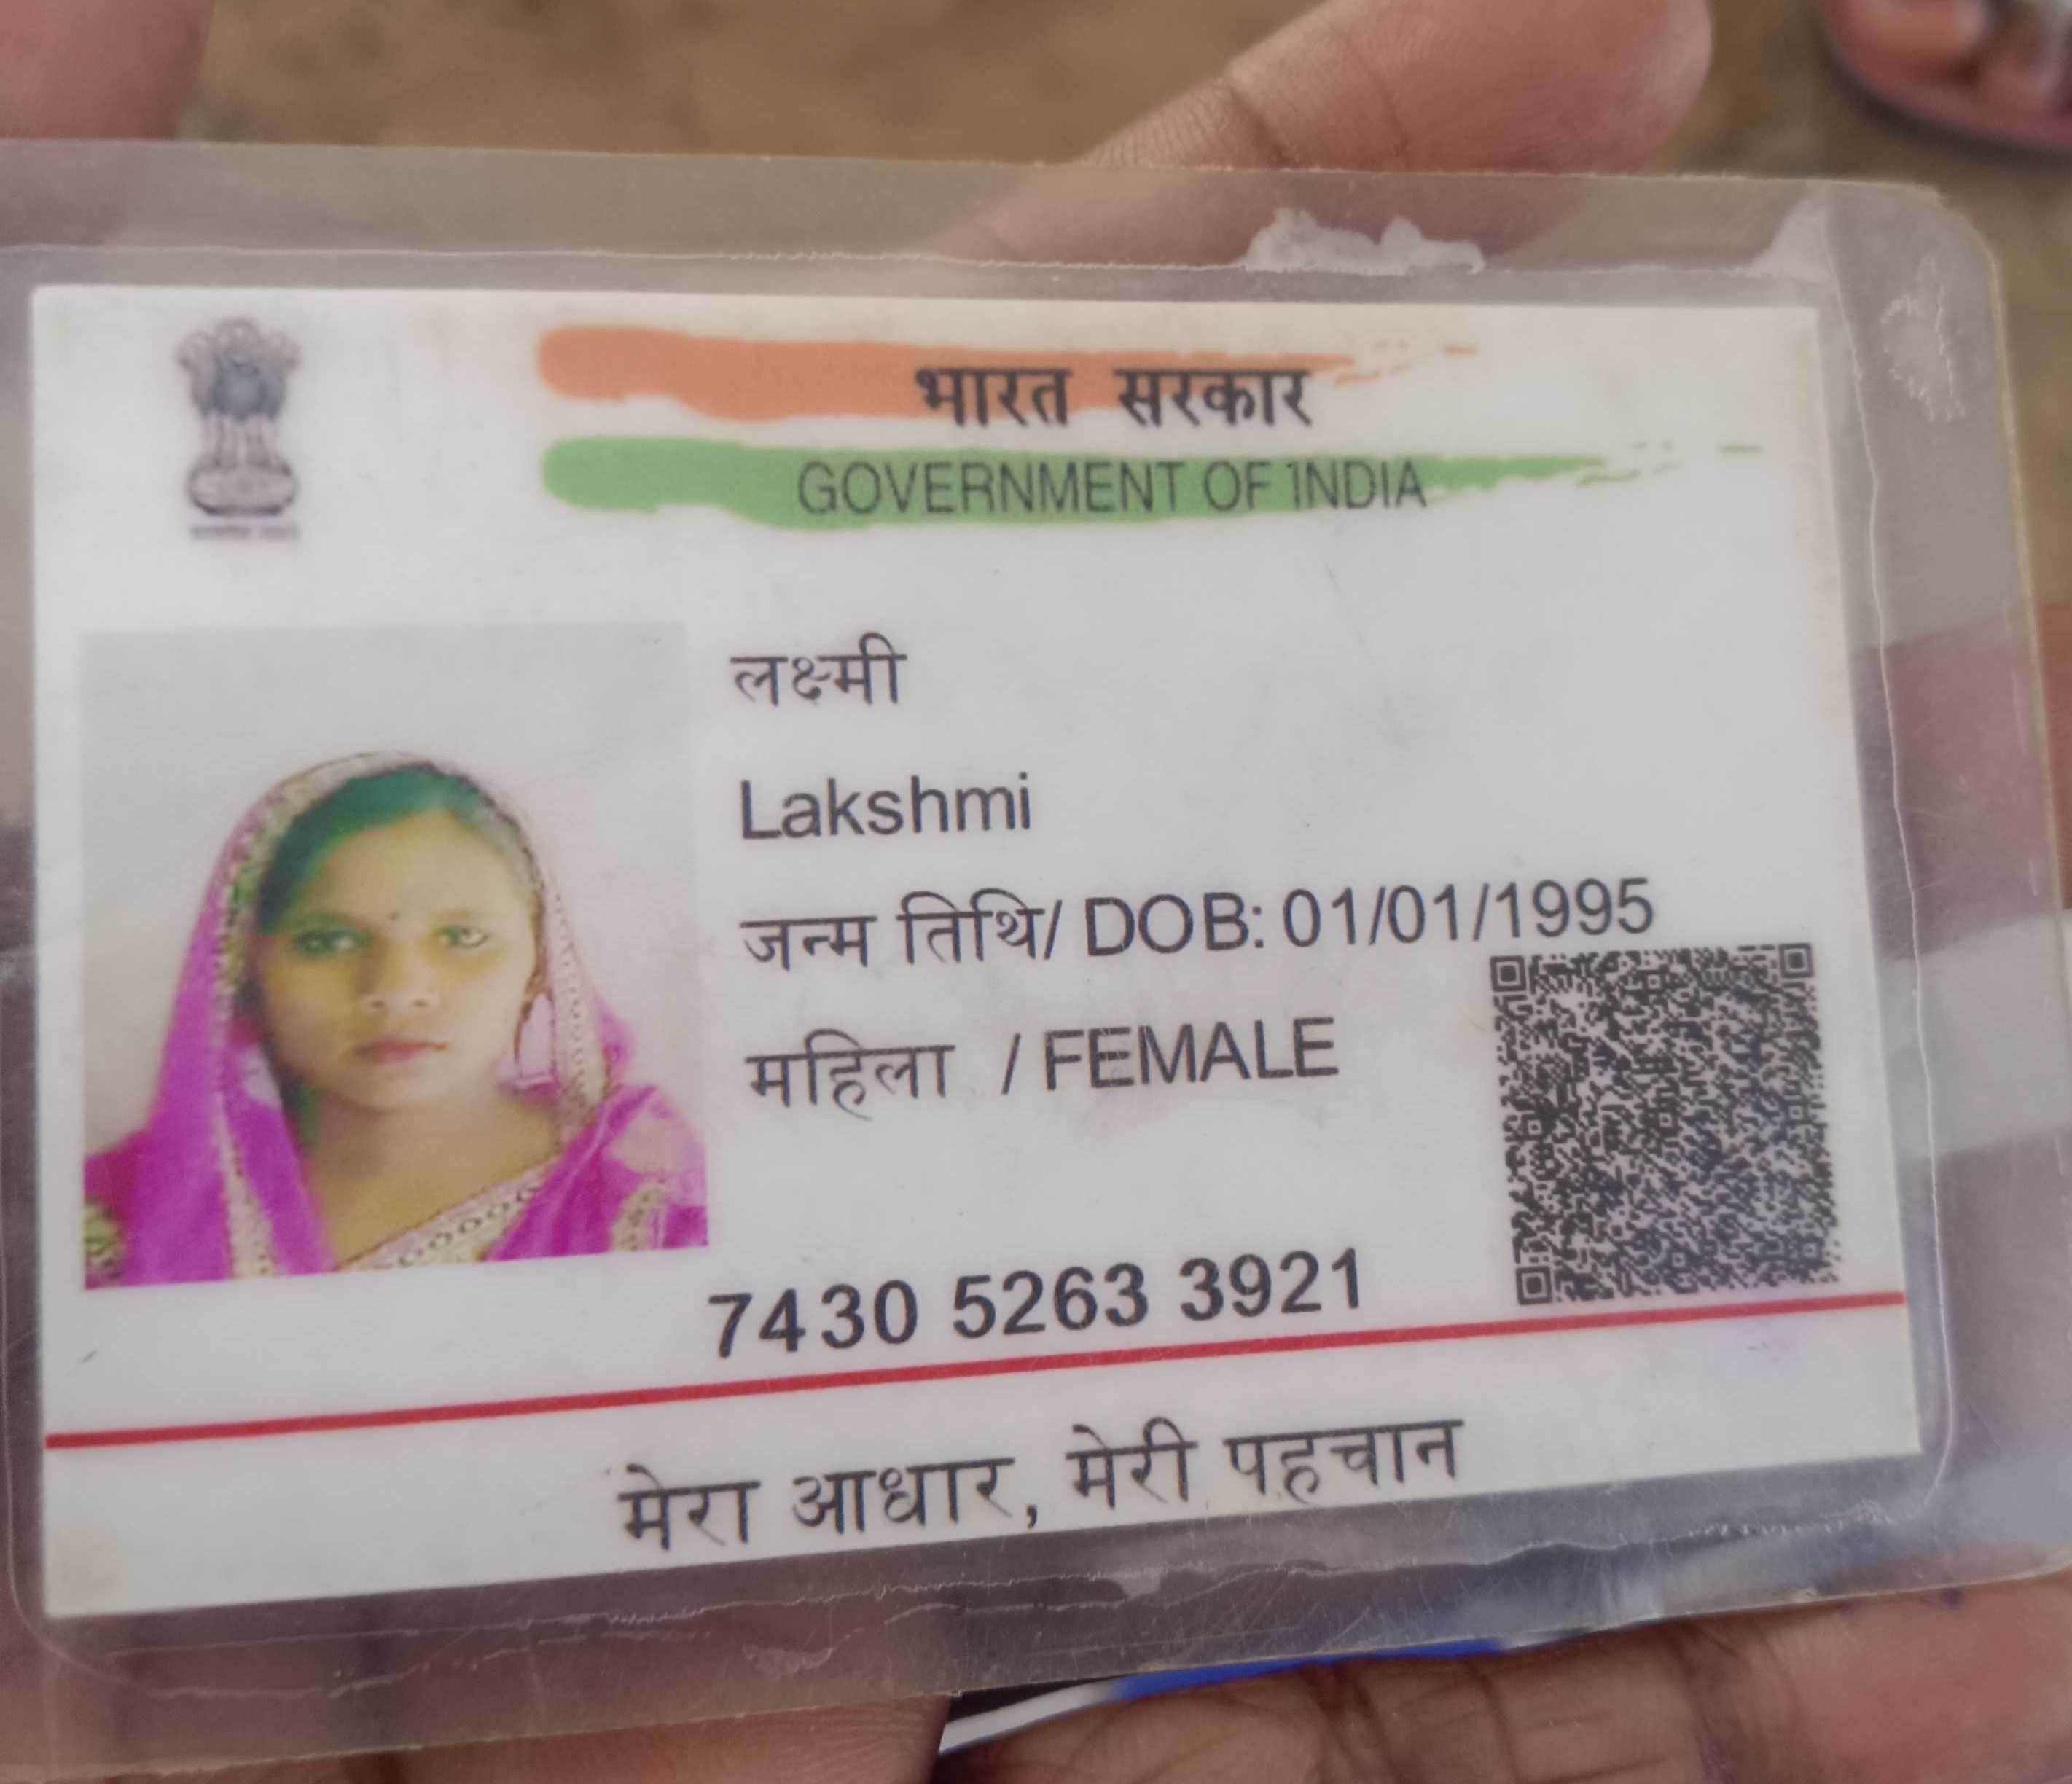 भारत सरकार
GOVERNMENT OF INDIA
लक्ष्मी
Lakshmi
जन्म तिथि/ DOB: 01/01/1995
महिला / FEMALE
7430 5263 3921
मेरा आधार, मेरी पहचान